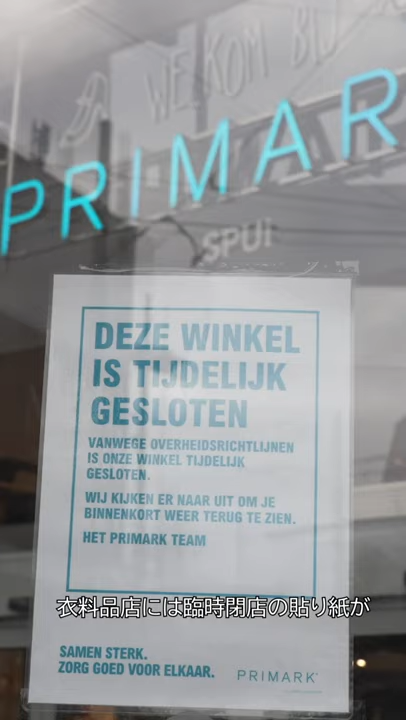 WELKOM BIJ
PRIMAR
SPUI
DEZE WINKEL
IS TIJDELIJK
GESLOTEN
VANWEGE OVERHEIDSRICHTLIJNEN
IS ONZE WINKEL TIJDELIJK
GESLOTEN.
WIJ KIJKEN ER NAAR UIT OM JE
BINNENKORT WEER TERUG TE ZIEN.
HET PRIMARK TEAM
衣料品店には臨時閉店の貼り紙が
SAMEN STERK.
ZORG GOED VOOR ELKAAR.
PRIMARK